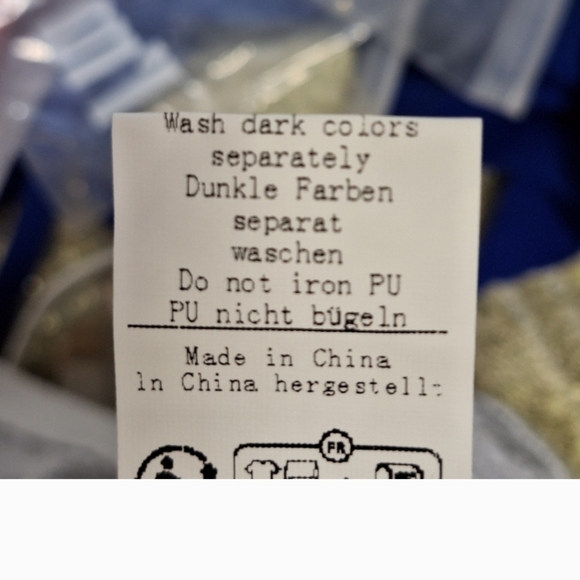 Wash dark colors
separately
Dunkle Farben
separat
waschen
Do not iron PU
PU nicht bügeln
Made in China
In China hergestellt
FR